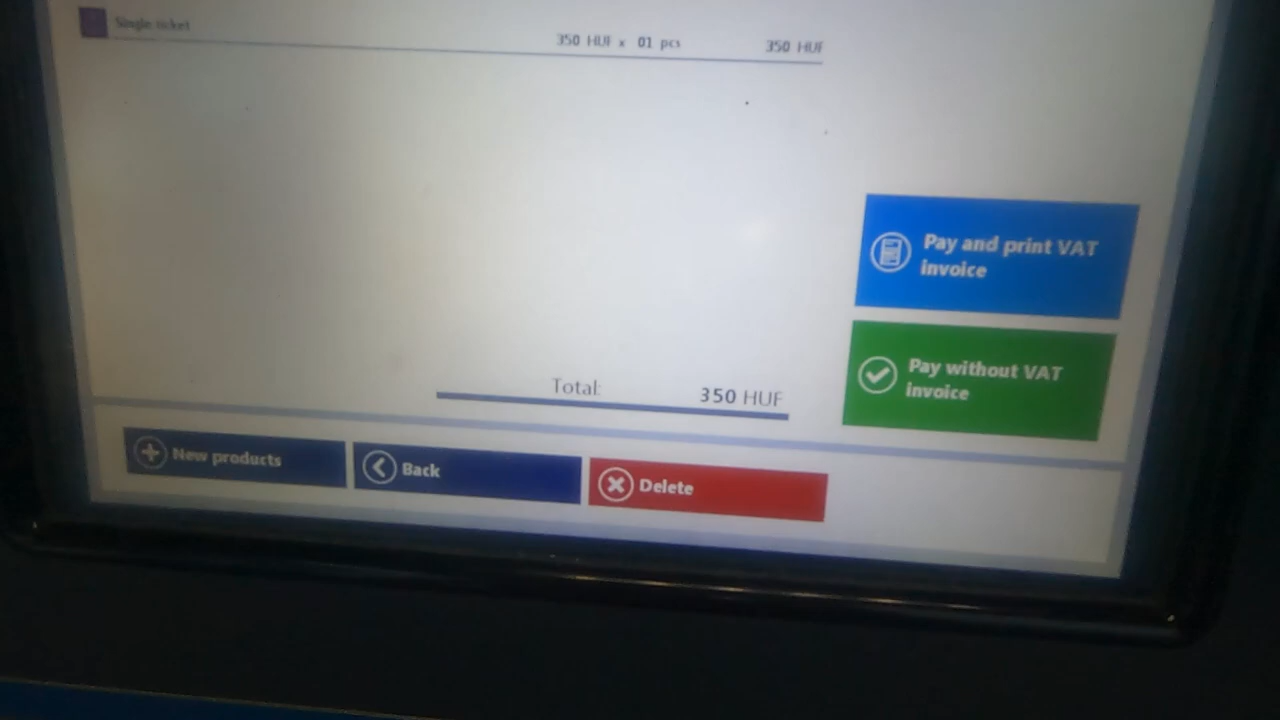 Single ticket
350 HUF x 01 pcs 350 HUF
Pay and print VAT
invoice
Pay without VAT
invoice
Total: 350 HUF
New products
Back
Delete